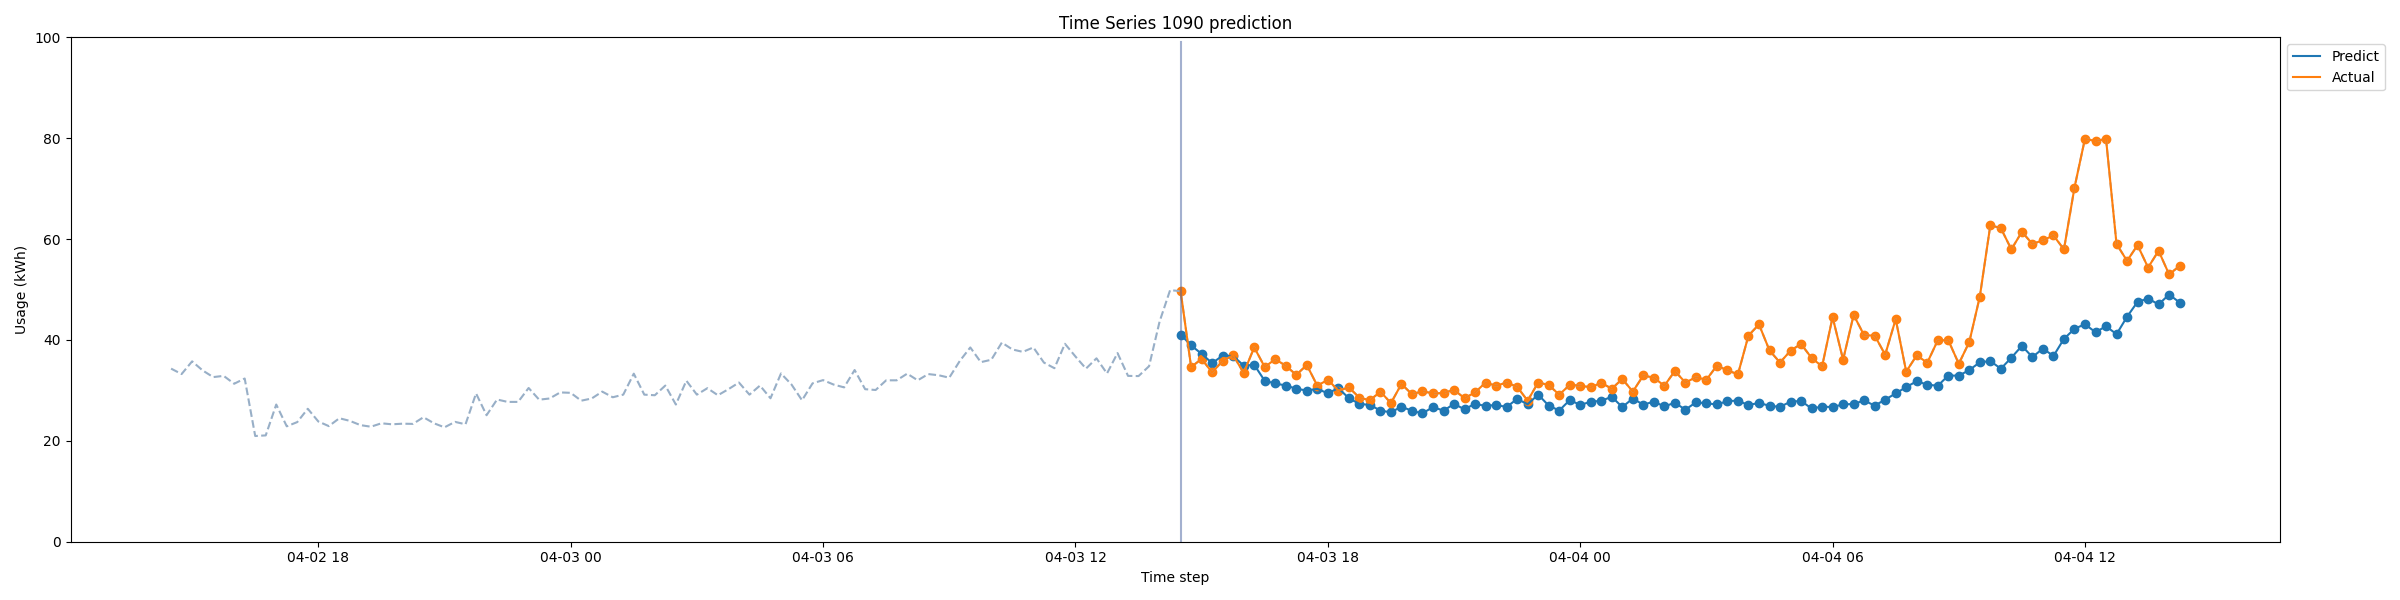 Time Series 1090 prediction
Usage (kWh)
100
80
60
40
20
0
04-02 18
04-03 00
04-03 06
04-03 12
04-03 18
04-04 00
04-04 06
04-04 12
Time step
Predict
Actual